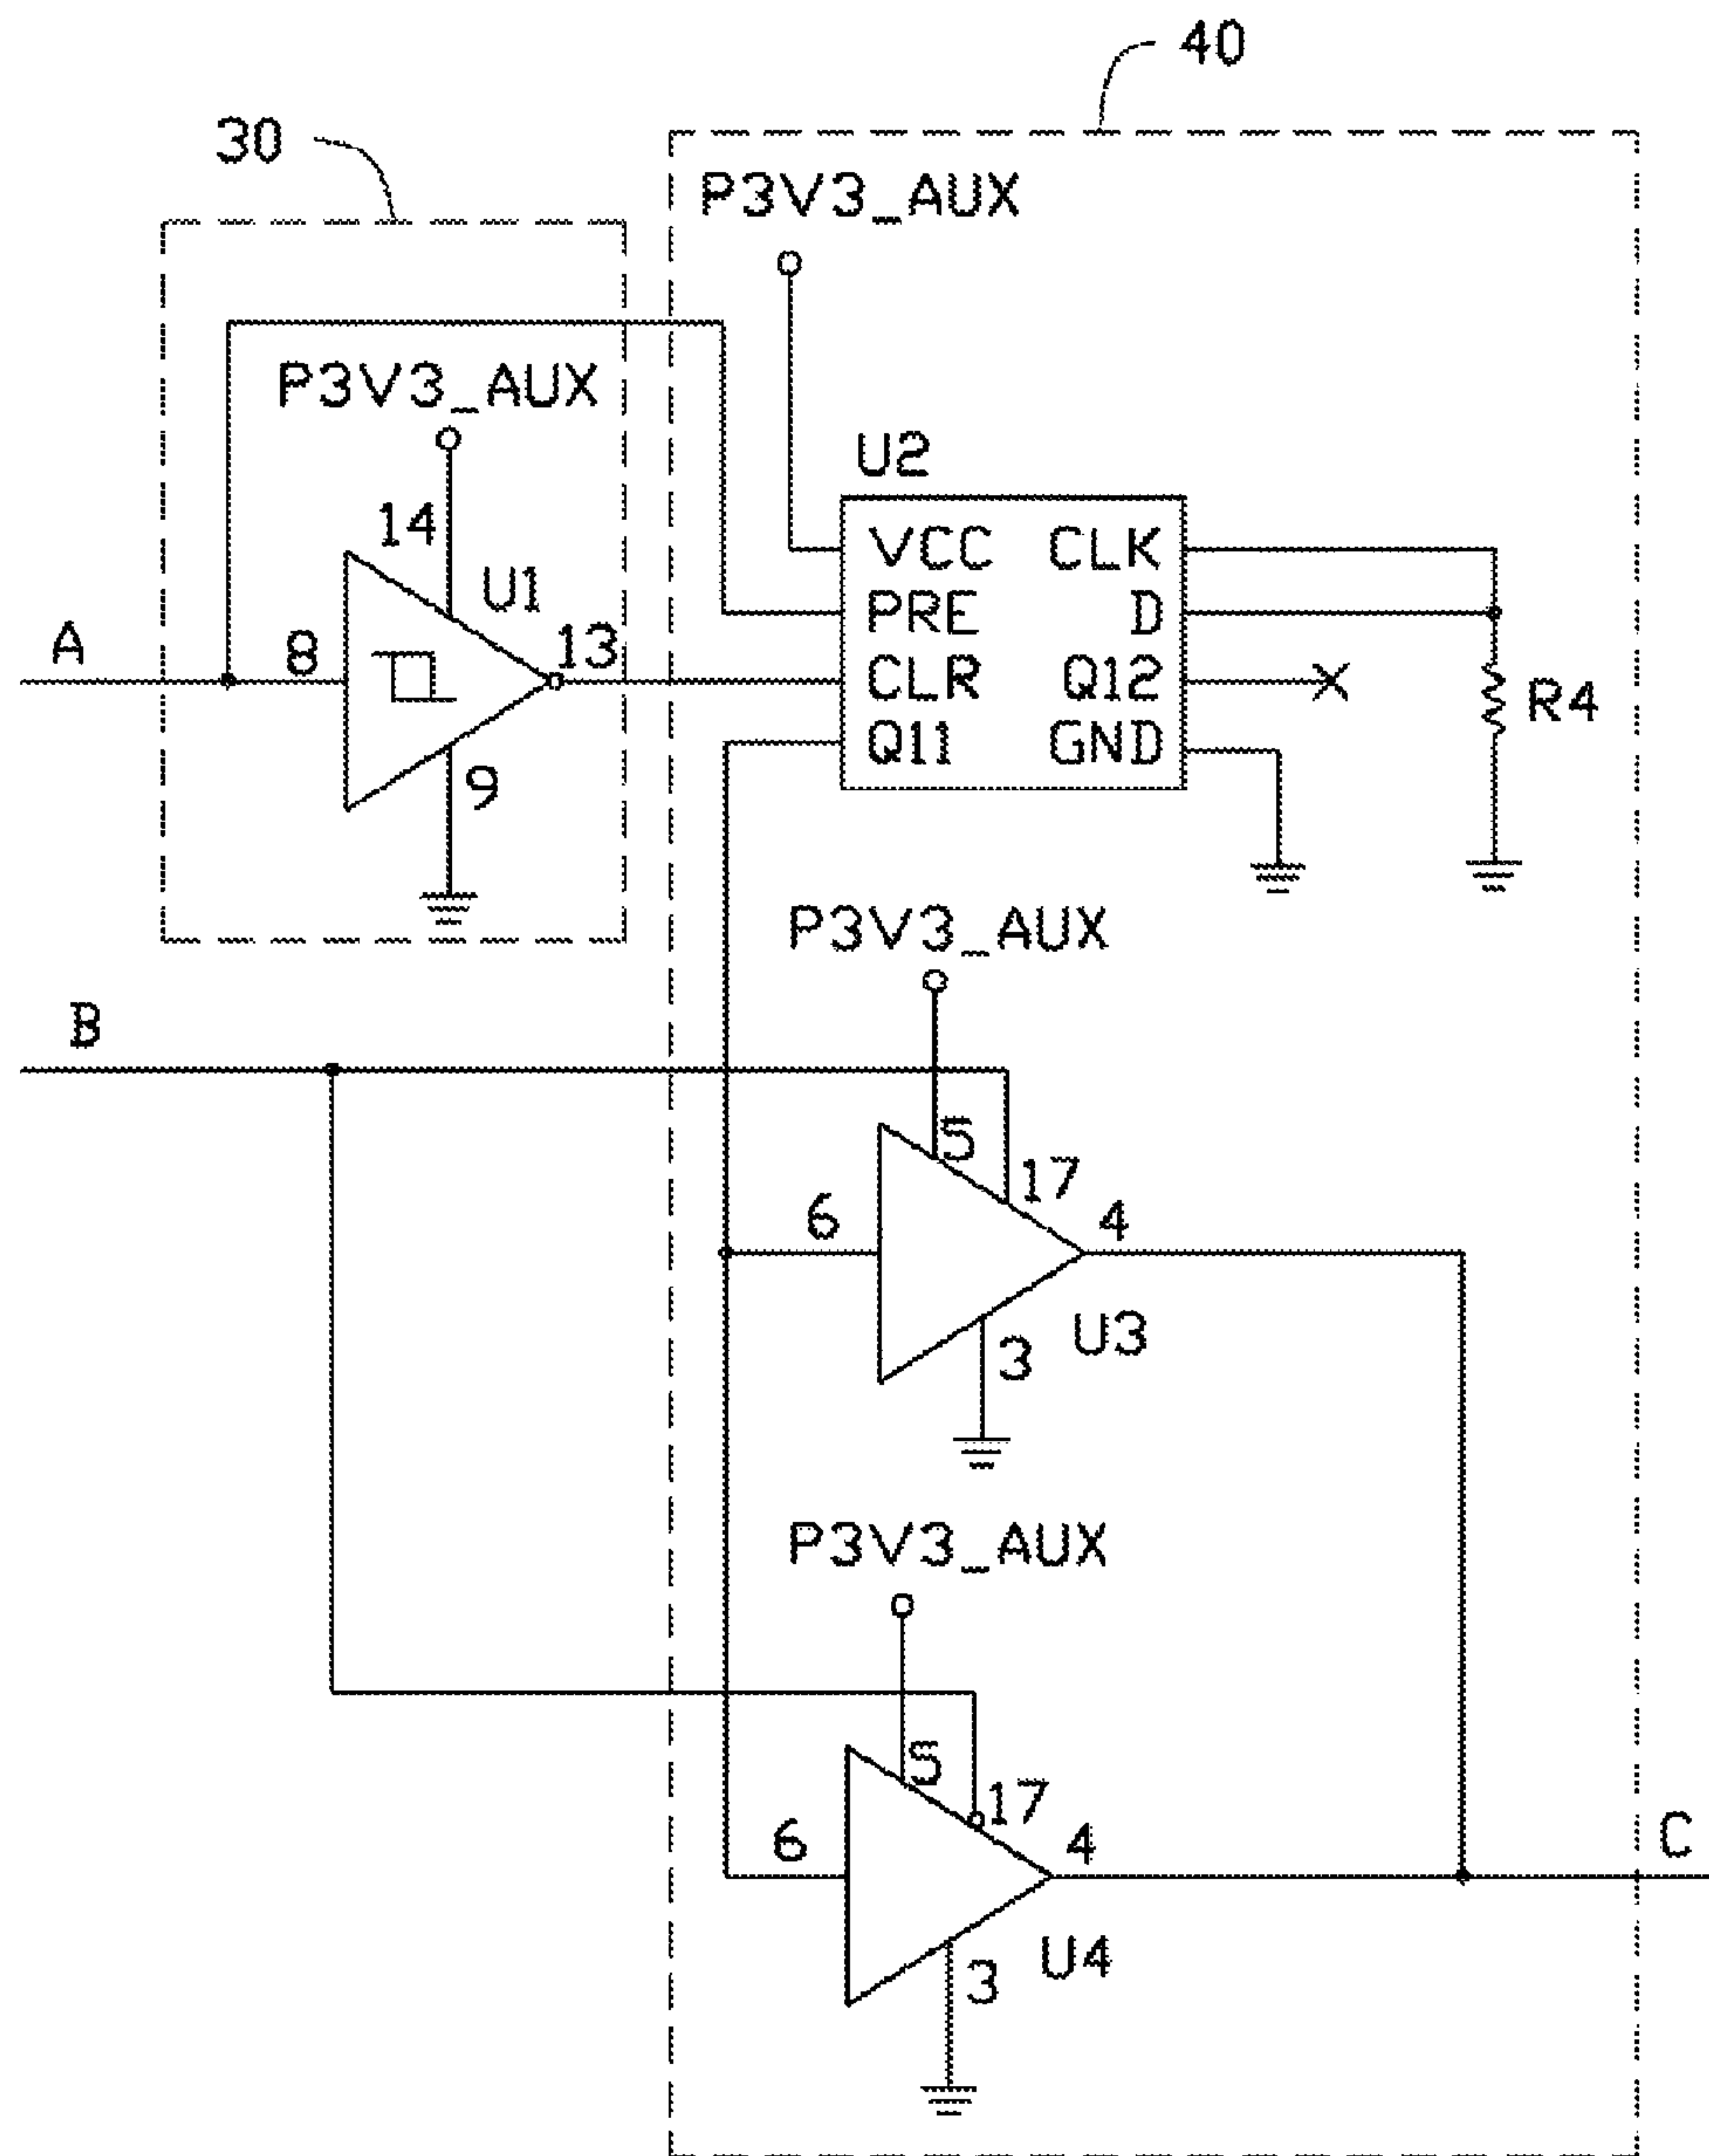 40
30
P3V3_AUX
P3V3_AUX
U2
14
U1
VCC CLK
PRE D
A
8
13
CLR Q12
R4
Q11 GND
9
P3V3_AUX
B
5
17
6
4
U3
3
P3V3_AUX
5
17
6
4
C
U4
3